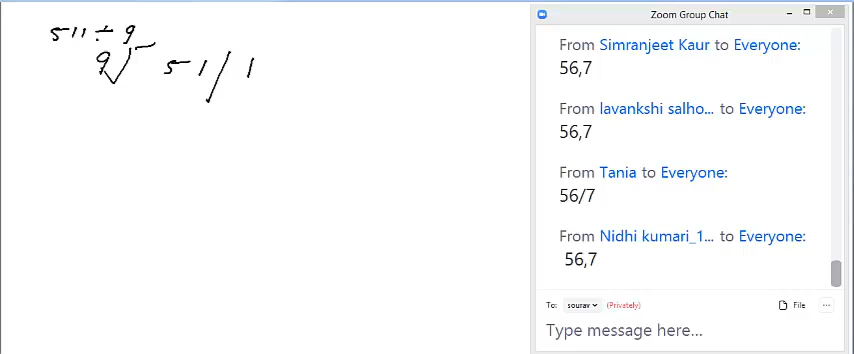 511 ÷ 9
9 51/1
Zoom Group Chat
From Simranjeet Kaur to Everyone:
56,7
From lavankshi salho... to Everyone:
56,7
From Tania to Everyone:
56/7
From Nidhi kumari_1... to Everyone:
56,7
To: sourav (Privately) File ...
Type message here...